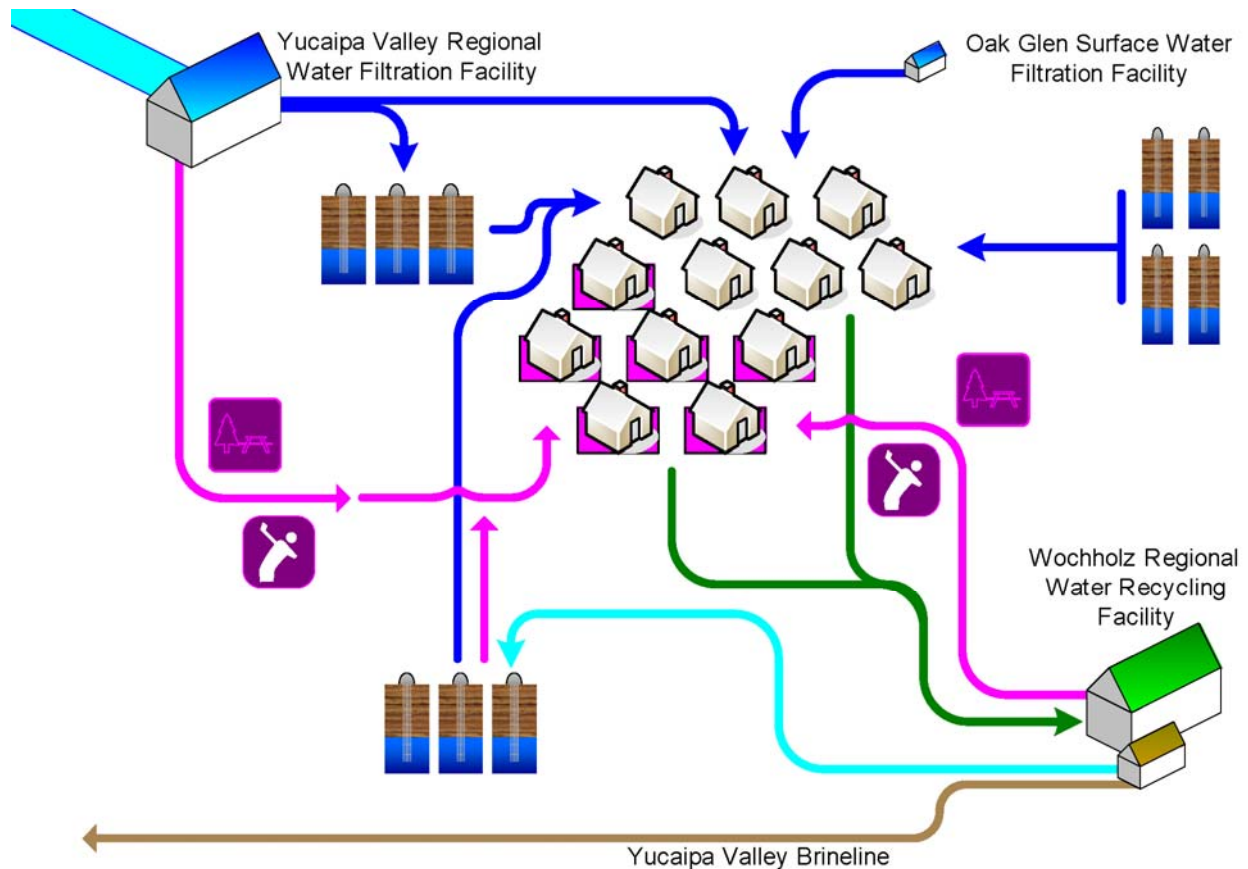 Yucaipa Valley Regional
Water Filtration Facility
Oak Glen Surface Water
Filtration Facility
Wochholz Regional
Water Recycling
Facility
Yucaipa Valley Brineline